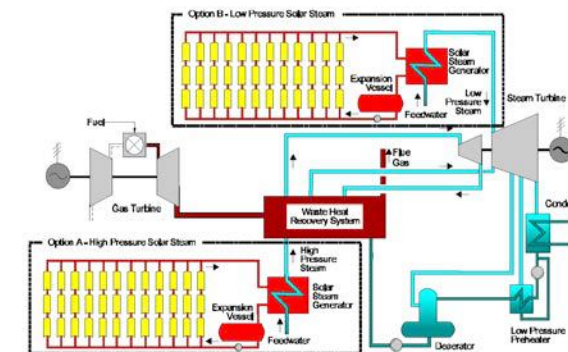 Option B - Low Pressure Solar Steam
Solar
Steam
Generator
Expansion
Vessel
Low
Pressure
Steam
Feedwater
Steam Turbine
Fuel
Flue
Gas
Gas Turbine
Waste Heat
Recovery System
Option A - High Pressure Solar Steam
High
Pressure
Steam
Solar
Steam
Generator
Expansion
Vessel
Feedwater
Conde
Low Pressure
Preheater
Deaerator